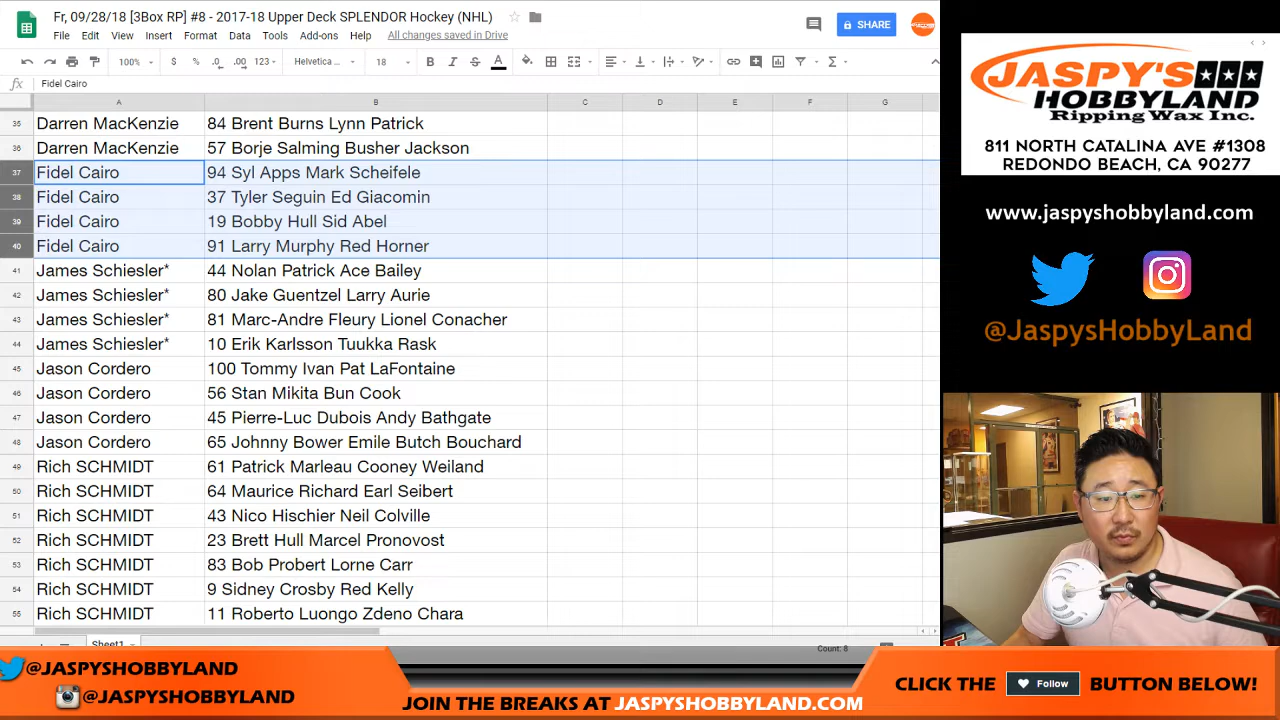 Fr, 09/28/18 [3Box RP] #8 - 2017-18 Upper Deck SPLENDOR Hockey (NHL)
File Edit View Insert Format Data Tools Add-ons Help All changes saved in Drive
SHARE
100% $ % .0 .00 123 Helvetica ... 18 B I S A
fx Fidel Cairo
A B C D E F G
35 Darren MacKenzie 84 Brent Burns Lynn Patrick
36 Darren MacKenzie 57 Borje Salming Busher Jackson
37 Fidel Cairo 94 Syl Apps Mark Scheifele
38 Fidel Cairo 37 Tyler Seguin Ed Giacomin
39 Fidel Cairo 19 Bobby Hull Sid Abel
40 Fidel Cairo 91 Larry Murphy Red Horner
41 James Schiesler* 44 Nolan Patrick Ace Bailey
42 James Schiesler* 80 Jake Guentzel Larry Aurie
43 James Schiesler* 81 Marc-Andre Fleury Lionel Conacher
44 James Schiesler* 10 Erik Karlsson Tuukka Rask
45 Jason Cordero 100 Tommy Ivan Pat LaFontaine
46 Jason Cordero 56 Stan Mikita Bun Cook
47 Jason Cordero 45 Pierre-Luc Dubois Andy Bathgate
48 Jason Cordero 65 Johnny Bower Emile Butch Bouchard
49 Rich SCHMIDT 61 Patrick Marleau Cooney Weiland
50 Rich SCHMIDT 64 Maurice Richard Earl Seibert
51 Rich SCHMIDT 43 Nico HIschier Neil Colville
52 Rich SCHMIDT 23 Brett Hull Marcel Pronovost
53 Rich SCHMIDT 83 Bob Probert Lorne Carr
54 Rich SCHMIDT 9 Sidney Crosby Red Kelly
55 Rich SCHMIDT 11 Roberto Luongo Zdeno Chara
Sheet1
Count: 8
JASPY'S
HOBBYLAND
Ripping Wax Inc.
811 NORTH CATALINA AVE #1308
REDONDO BEACH, CA 90277
www.jaspyshobbyland.com
@JaspysHobbyLand
@JASPYSHOBBYLAND
@JASPYSHOBBYLAND
JOIN THE BREAKS AT JASPYSHOBBYLAND.COM
CLICK THE Follow BUTTON BELOW!